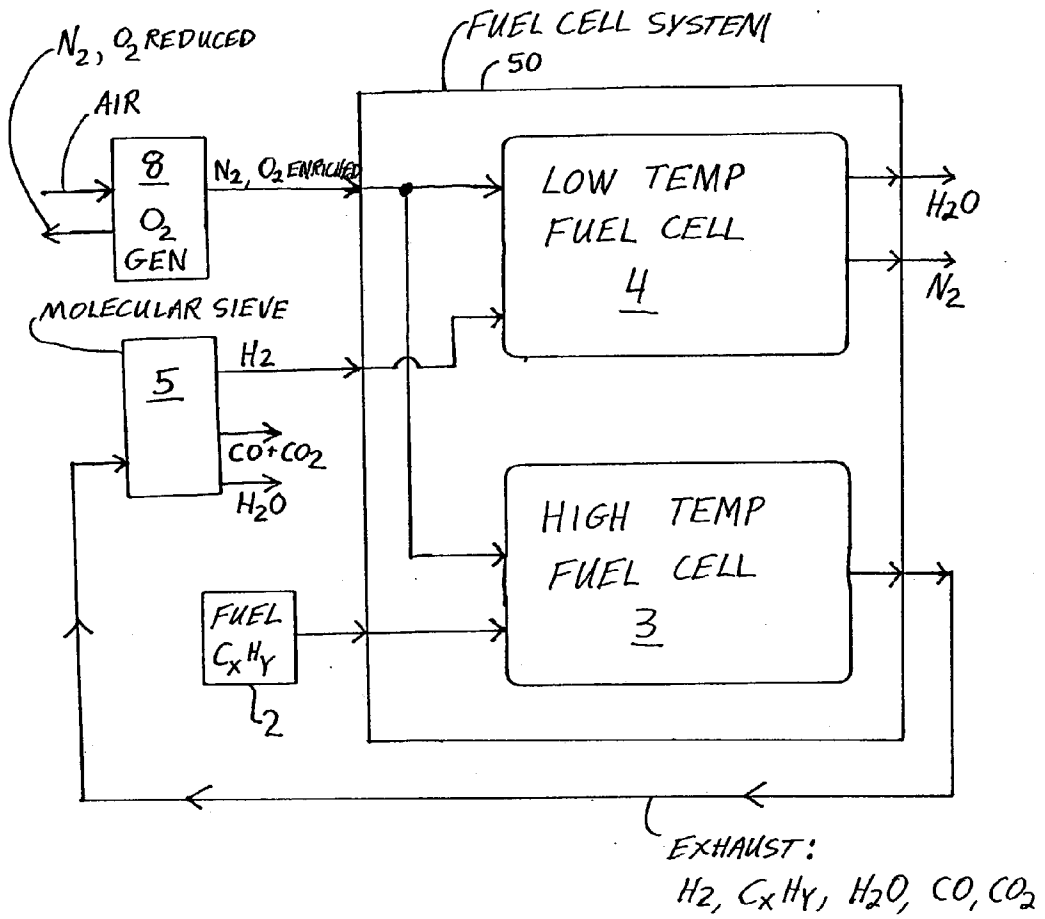 FUEL CELL SYSTEM
50
N₂, O₂ REDUCED
AIR
8
O₂
GEN
N₂, O₂ ENRICHED
LOW TEMP
FUEL CELL
4
H₂O
N₂
MOLECULAR SIEVE
5
H₂
CO+CO₂
H₂O
HIGH TEMP
FUEL CELL
3
FUEL
CₓHᵧ
2
EXHAUST:
H₂, CₓHᵧ, H₂O, CO, CO₂